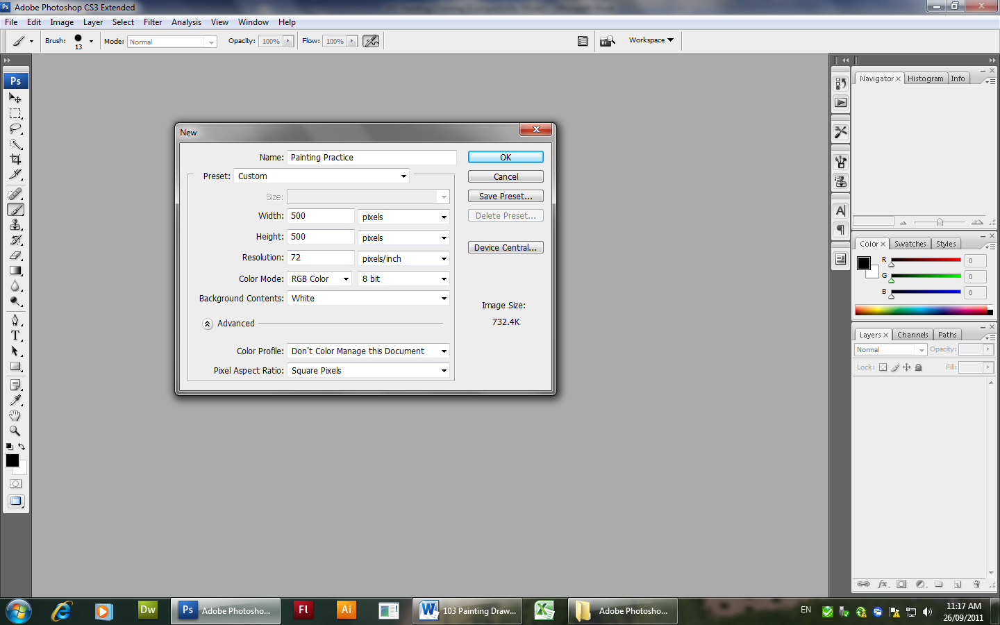 Ps Adobe Photoshop CS3 Extended
File Edit Image Layer Select Filter Analysis View Window Help
Brush: 13 Mode: Normal Opacity: 100% Flow: 100% Br Workspace
Ps
T
New
Name: Painting Practice
Preset: Custom
Size:
Width: 500 pixels
Height: 500 pixels
Resolution: 72 pixels/inch
Color Mode: RGB Color 8 bit
Background Contents: White
Advanced
Color Profile: Don't Color Manage this Document
Pixel Aspect Ratio: Square Pixels
OK
Cancel
Save Preset...
Delete Preset...
Device Central...
Image Size:
732.4K
A
Navigator Histogram Info
Color Swatches Styles
R 0
G 0
B 0
Layers Channels Paths
Normal Opacity:
Lock: Fill:
fx
Dw
Ps Adobe Photosho...
Fl
Ai
103 Painting Draw...
Adobe Photosho...
EN
11:17 AM
26/09/2011